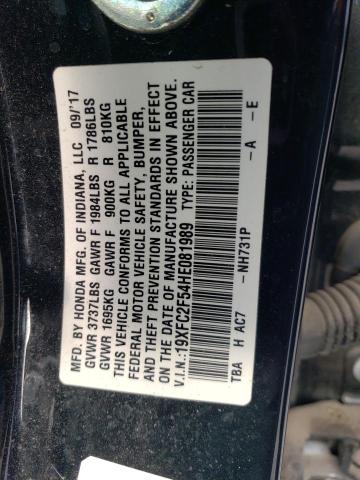 MFD. BY HONDA MFG. OF INDIANA, LLC 09/'17
GVWR 3737LBS GAWR F 1984LBS R 1786LBS
GVWR 1695KG GAWR F 900KG R 810KG
THIS VEHICLE CONFORMS TO ALL APPLICABLE
FEDERAL MOTOR VEHICLE SAFETY, BUMPER,
AND THEFT PREVENTION STANDARDS IN EFFECT
ON THE DATE OF MANUFACTURE SHOWN ABOVE.
V.I.N.:19XFC2F54HE081989 TYPE: PASSENGER CAR
TBA H AC7 -NH731P -A -E